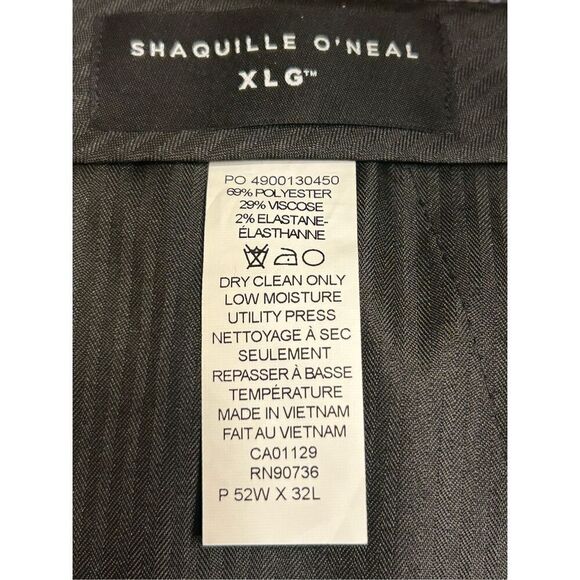 SHAQUILLE O'NEAL
XLG™
PO 4900130450
69% POLYESTER
29% VISCOSE
2% ELASTANE-
ÉLASTHANNE
DRY CLEAN ONLY
LOW MOISTURE
UTILITY PRESS
NETTOYAGE À SEC
SEULEMENT
REPASSER À BASSE
TEMPÉRATURE
MADE IN VIETNAM
FAIT AU VIETNAM
CA01129
RN90736
P 52W X 32L